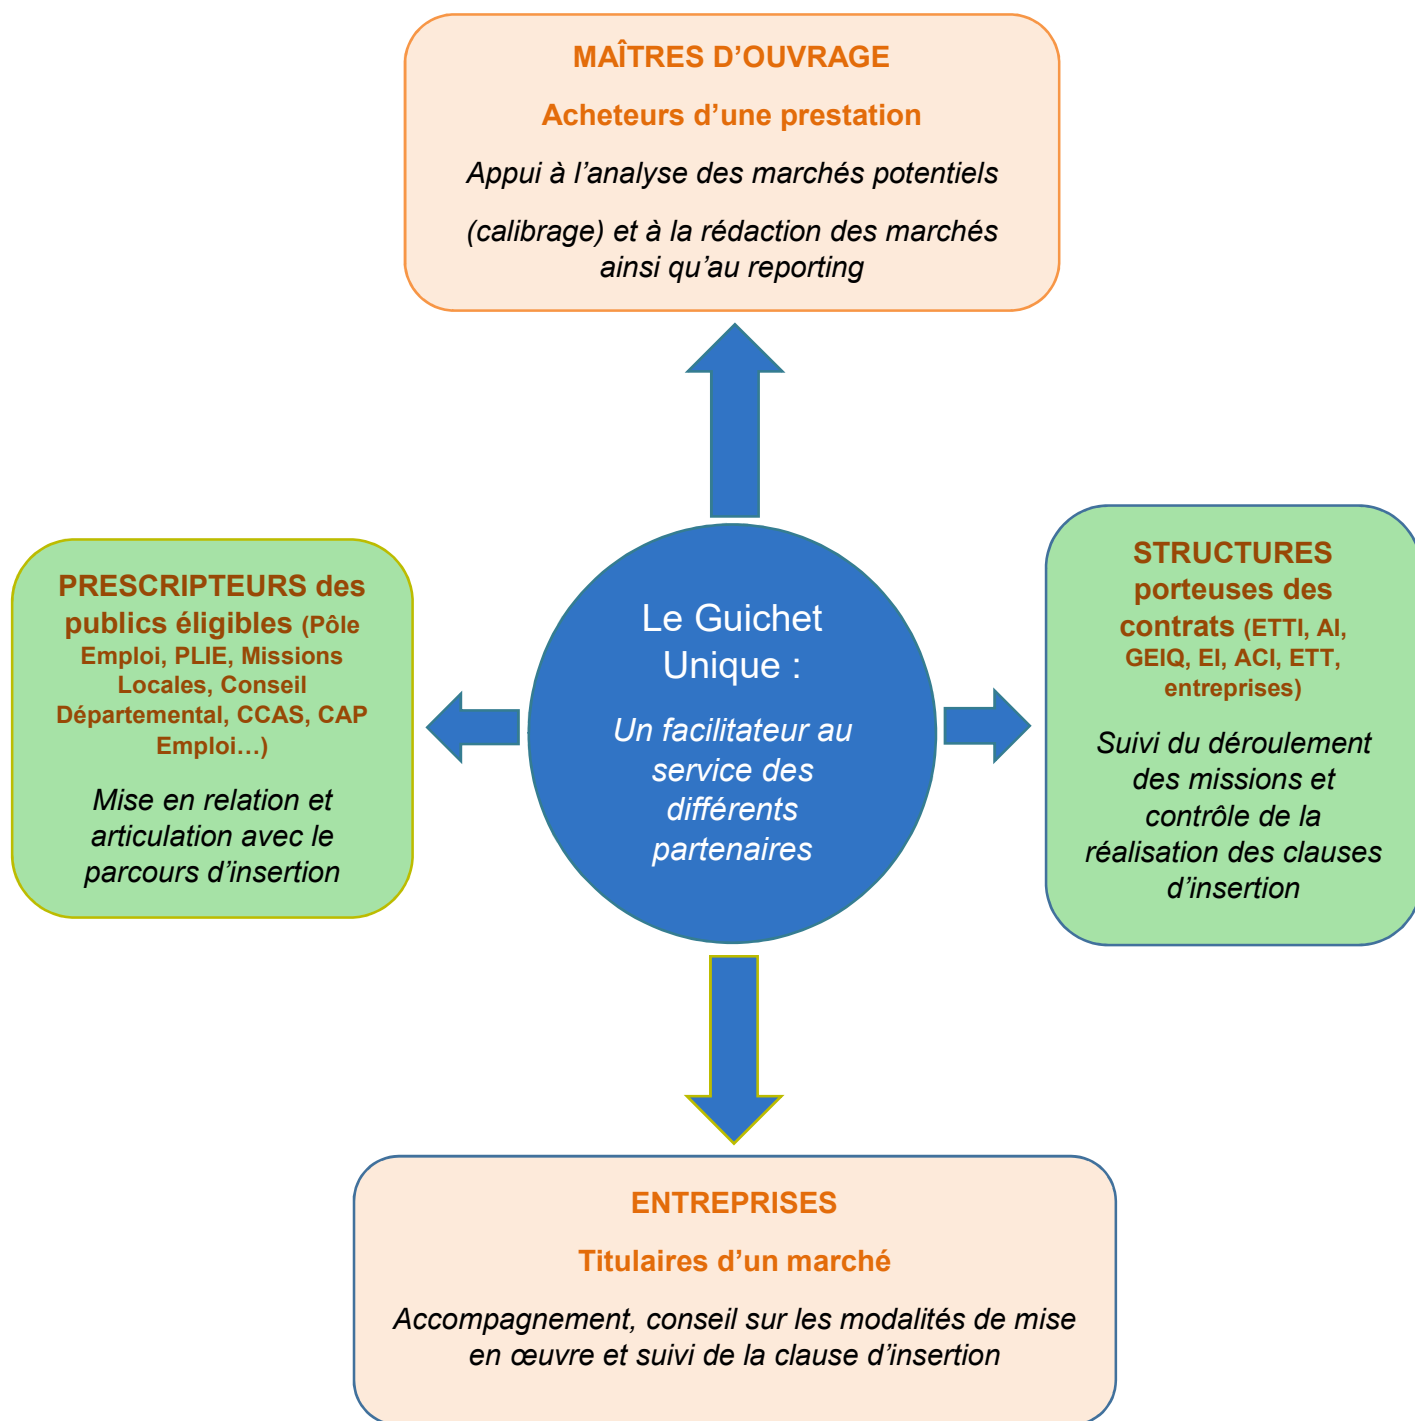 MAÎTRES D’OUVRAGE
Acheteurs d’une prestation
Appui à l’analyse des marchés potentiels
(calibrage) et à la rédaction des marchés
ainsi qu’au reporting
PRESCRIPTEURS des
publics éligibles (Pôle
Emploi, PLIE, Missions
Locales, Conseil
Départemental, CCAS, CAP
Emploi…)
Mise en relation et
articulation avec le
parcours d’insertion
Le Guichet
Unique :
Un facilitateur au
service des
différents
partenaires
STRUCTURES
porteuses des
contrats (ETTI, AI,
GEIQ, EI, ACI, ETT,
entreprises)
Suivi du déroulement
des missions et
contrôle de la
réalisation des clauses
d’insertion
ENTREPRISES
Titulaires d’un marché
Accompagnement, conseil sur les modalités de mise
en œuvre et suivi de la clause d’insertion